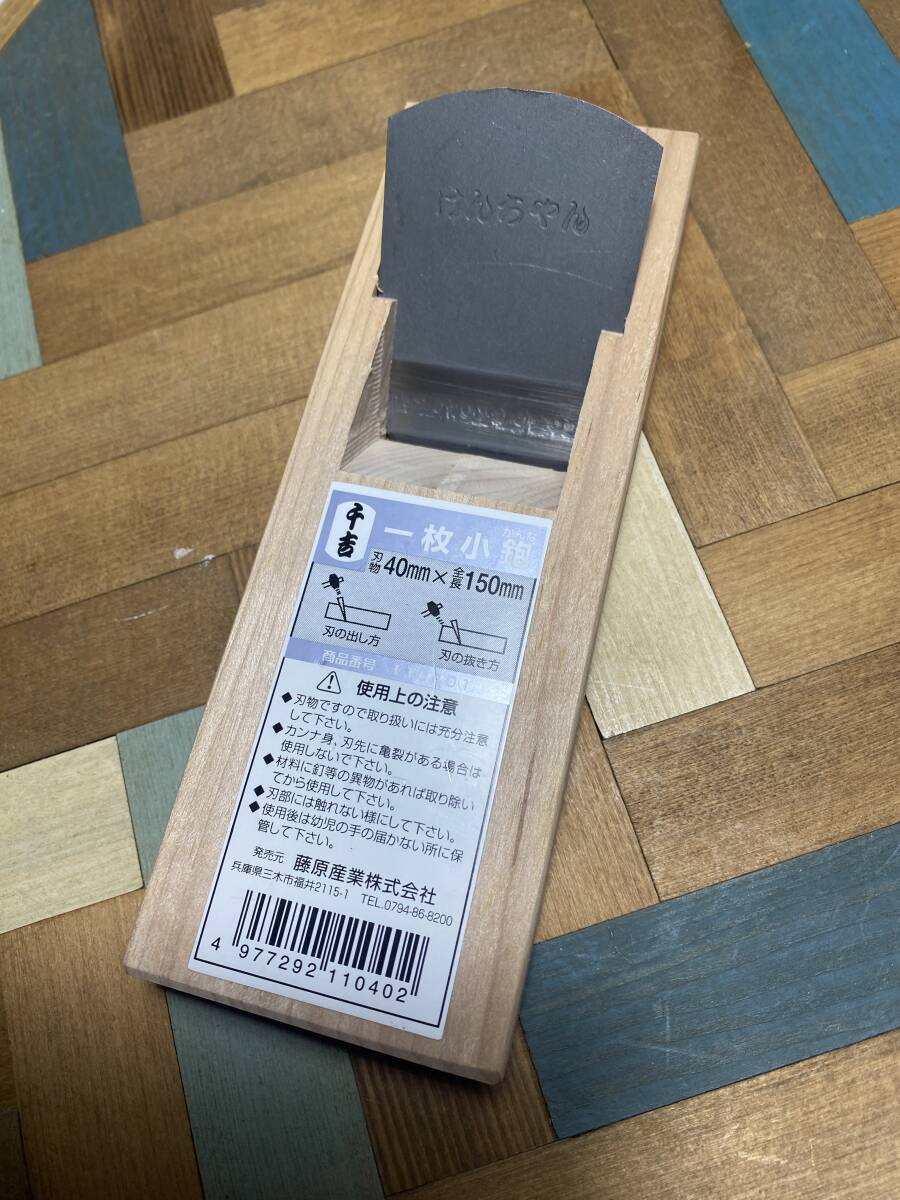 けんちやん
千吉
かんな
一枚小鉋
刃物40mm×全長150mm
刃の出し方
刃の抜き方
商品番号
使用上の注意
◆刃物ですので取り扱いには充分注意
して下さい。
◆カンナ身、刃先に亀裂がある場合は
使用しないで下さい。
◆材料に釘等の異物があれば取り除い
てから使用して下さい。
◆刃部には触れない様にして下さい。
◆使用後は幼児の手の届かない所に保
管して下さい。
発売元 藤原産業株式会社
兵庫県三木市福井2115-1 TEL.0794-86-8200
4 977292 110402